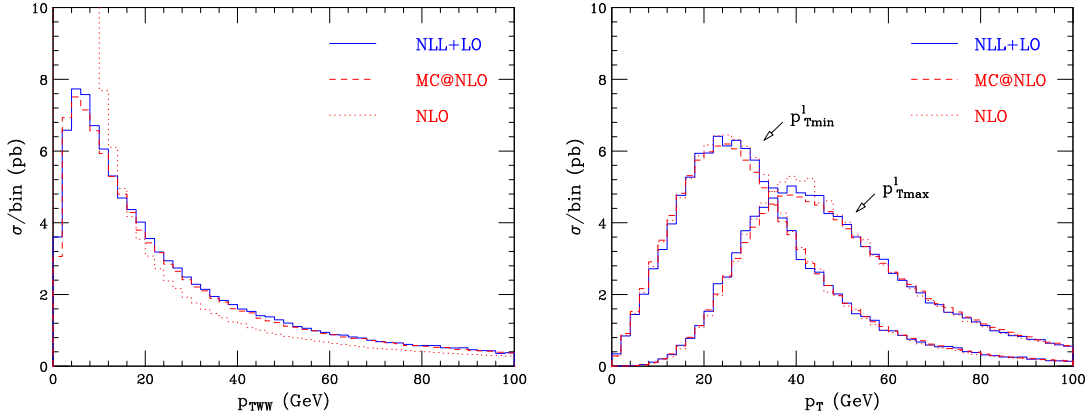 10
8
6
4
2
0
σ/bin (pb)
NLL+LO
MC@NLO
NLO
0 20 40 60 80 100
p_TWW (GeV)
10
8
6
4
2
0
σ/bin (pb)
NLL+LO
MC@NLO
NLO
p^l_Tmin
p^l_Tmax
0 20 40 60 80 100
p_T (GeV)